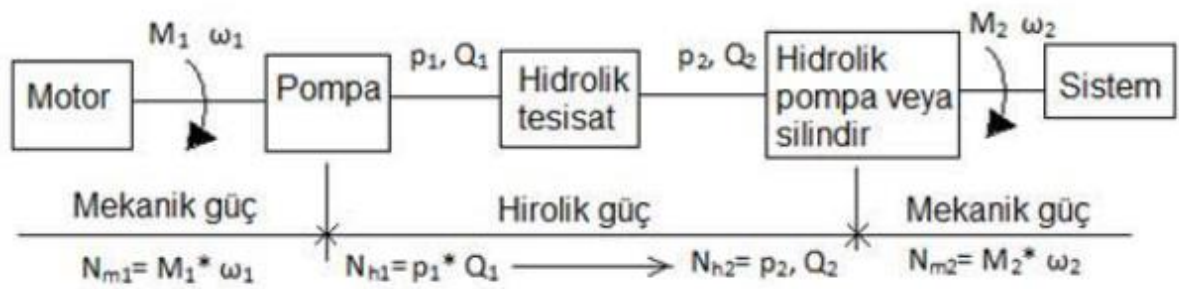 M₁ ω₁
M₂ ω₂
p₁, Q₁
p₂, Q₂
Motor
Pompa
Hidrolik
tesisat
Hidrolik
pompa veya
silindir
Sistem
Mekanik güç
Hirolik güç
Mekanik güç
Nₘ₁= M₁* ω₁
Nₕ₁= p₁* Q₁
Nₕ₂= p₂, Q₂
Nₘ₂= M₂* ω₂